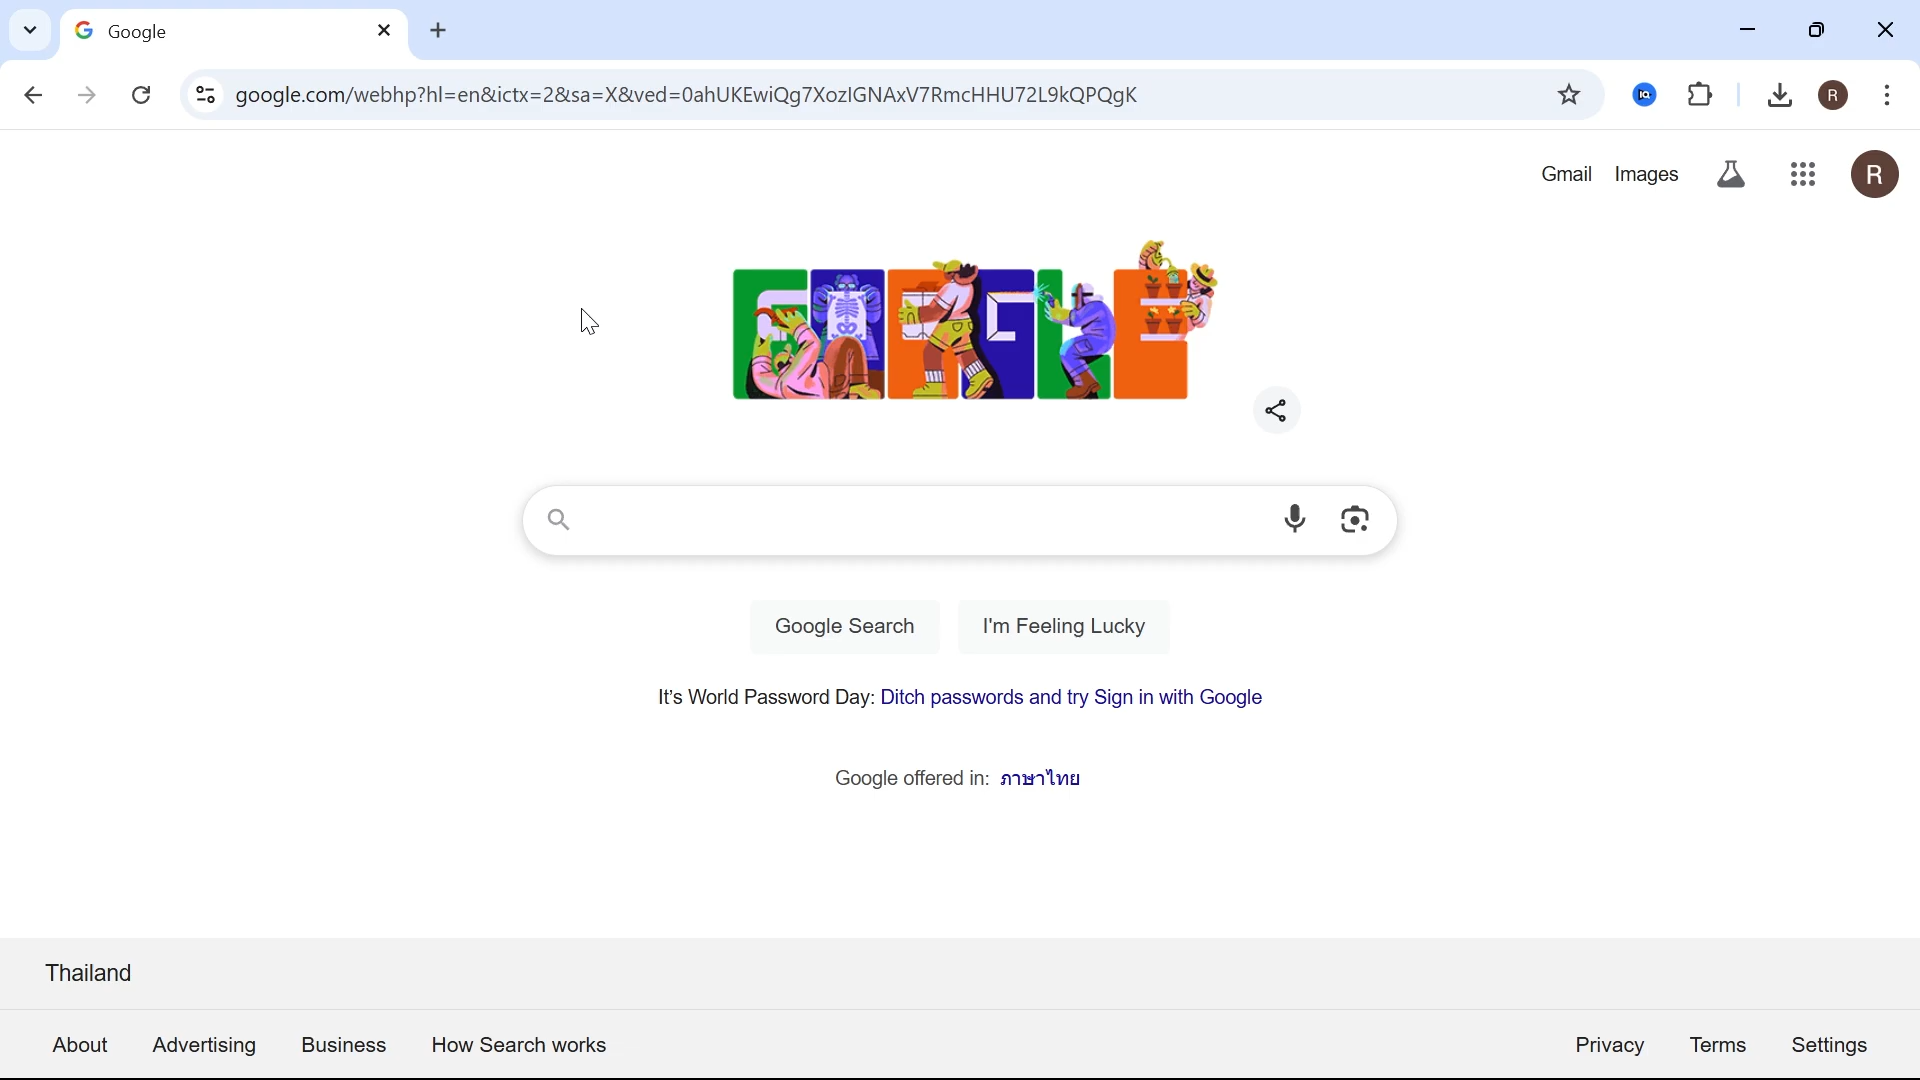 Google
google.com/webhp?hl=en&ictx=2&sa=X&ved=0ahUKEwiQg7XozIGNAxV7RmcHHU72L9kQPQgK
R
Gmail Images R
Google Search I'm Feeling Lucky
It's World Password Day: Ditch passwords and try Sign in with Google
Google offered in: ภาษาไทย
Thailand
About Advertising Business How Search works Privacy Terms Settings